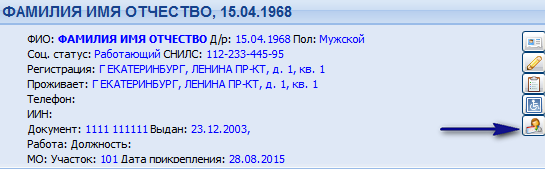 ФАМИЛИЯ ИМЯ ОТЧЕСТВО, 15.04.1968
ФИО: ФАМИЛИЯ ИМЯ ОТЧЕСТВО Д/р: 15.04.1968 Пол: Мужской
Соц. статус: Работающий СНИЛС: 112-233-445-95
Регистрация: Г ЕКАТЕРИНБУРГ, ЛЕНИНА ПР-КТ, д. 1, кв. 1
Проживает: Г ЕКАТЕРИНБУРГ, ЛЕНИНА ПР-КТ, д. 1, кв. 1
Телефон:
ИИН:
Документ: 1111 111111 Выдан: 23.12.2003,
Работа: Должность:
МО: Участок: 101 Дата прикрепления: 28.08.2015